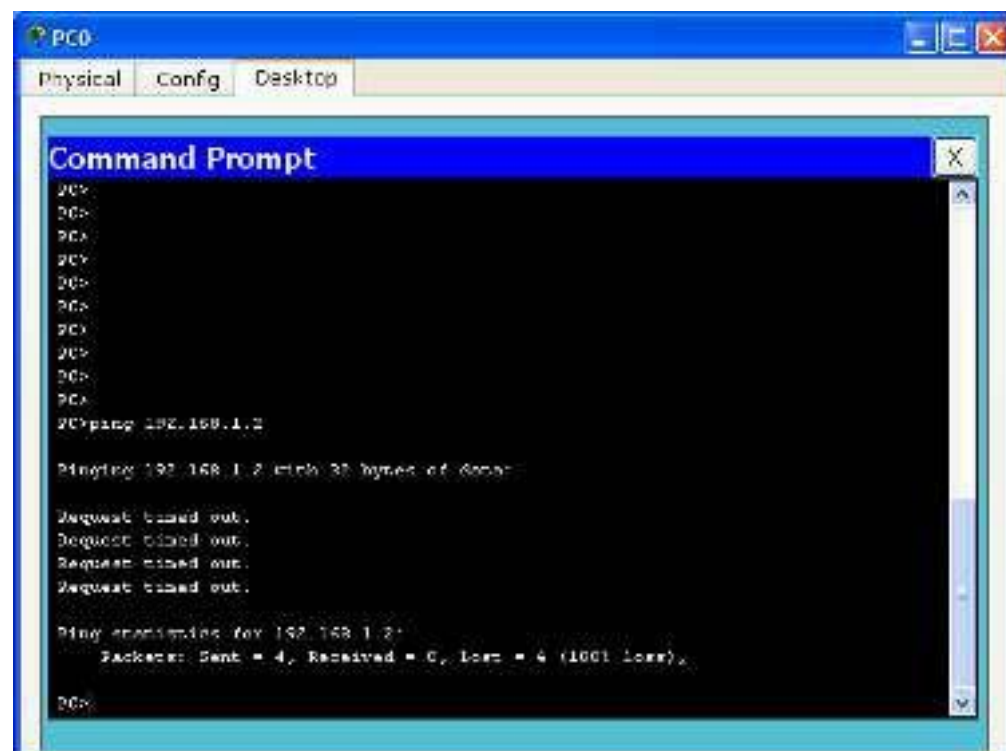 PC0
Physical Config Desktop
Command Prompt
X
PC>
PC>
PC>
PC>
PC>
PC>
PC>
PC>
PC>
PC>
PC>ping 192.168.1.2
Pinging 192.168.1.2 with 32 bytes of data:
Request timed out.
Request timed out.
Request timed out.
Request timed out.
Ping statistics for 192.168.1.2:
Packets: Sent = 4, Received = 0, Lost = 4 (100% loss),
PC>